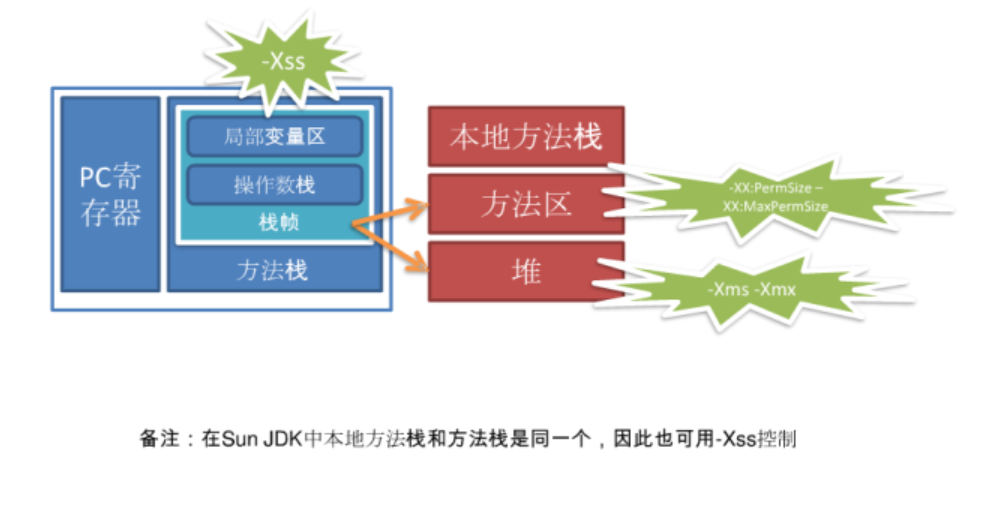 -Xss
PC寄
存器
局部变量区
操作数栈
栈帧
方法栈
本地方法栈
方法区
堆
-XX:PermSize –
XX:MaxPermSize
-Xms -Xmx
备注：在Sun JDK中本地方法栈和方法栈是同一个，因此也可用-Xss控制